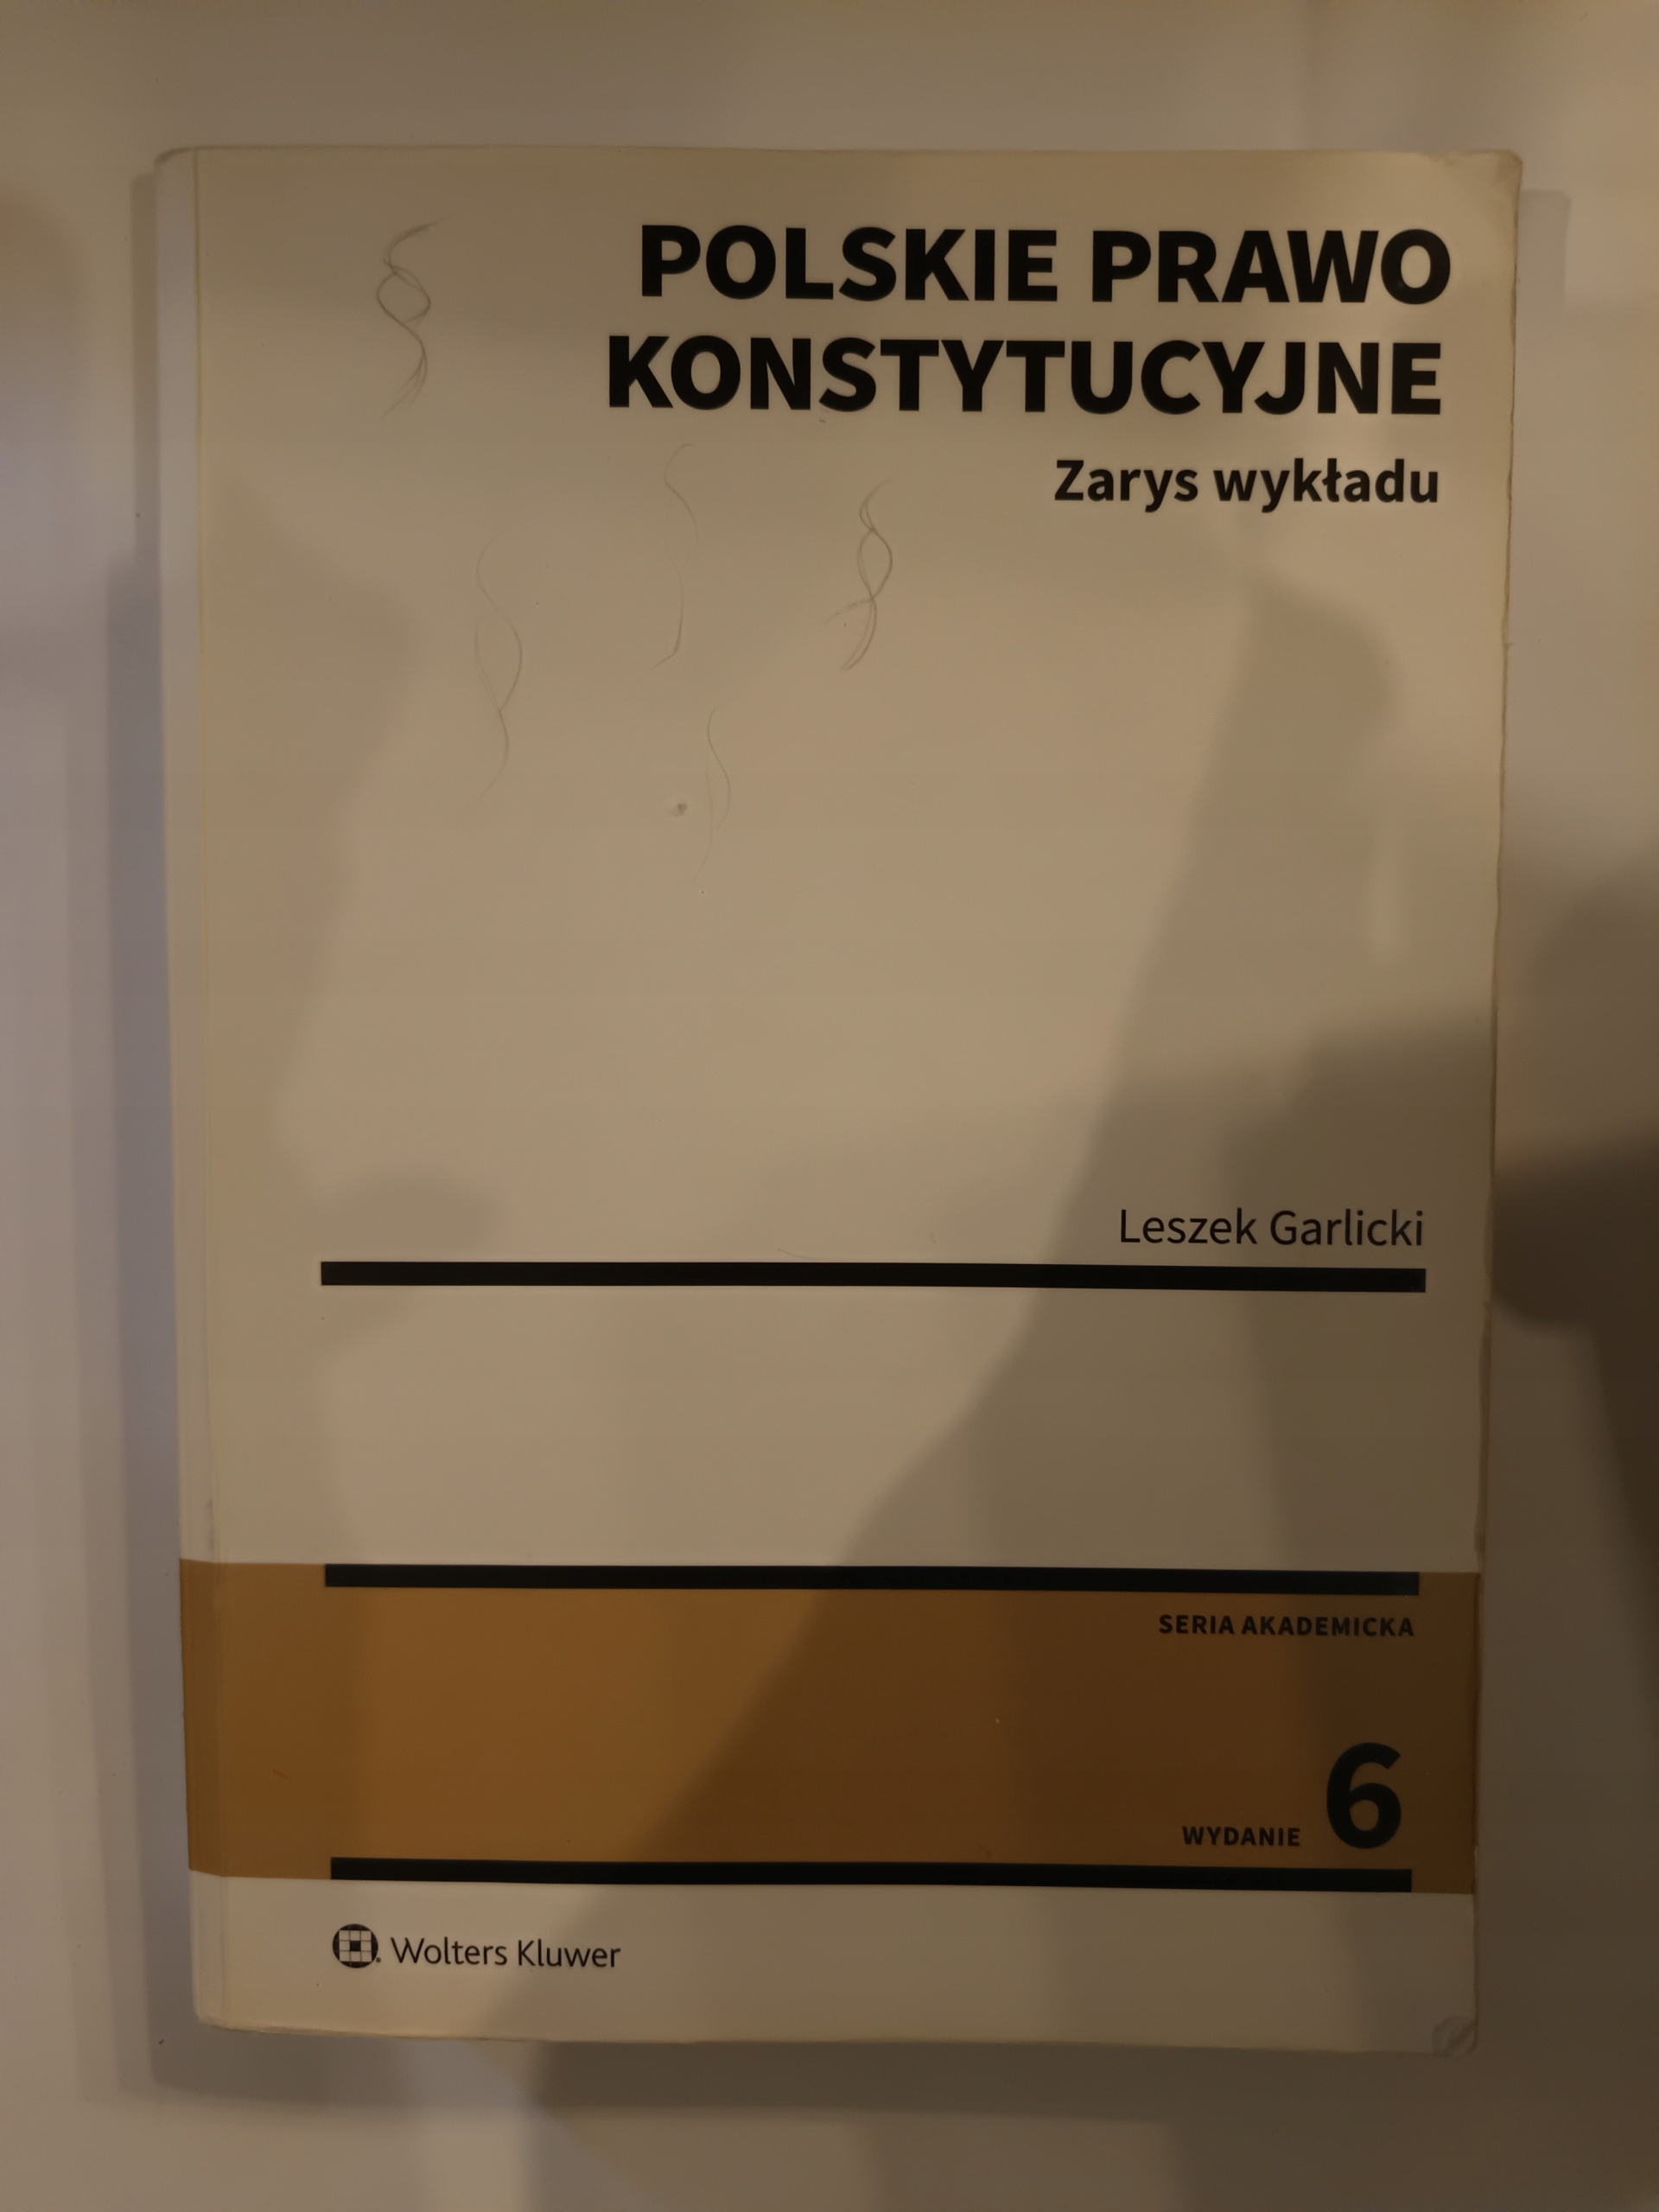 POLSKIE PRAWO
KONSTYTUCYJNE
Zarys wykładu
Leszek Garlicki
SERIA AKADEMICKA
WYDANIE 6
Wolters Kluwer